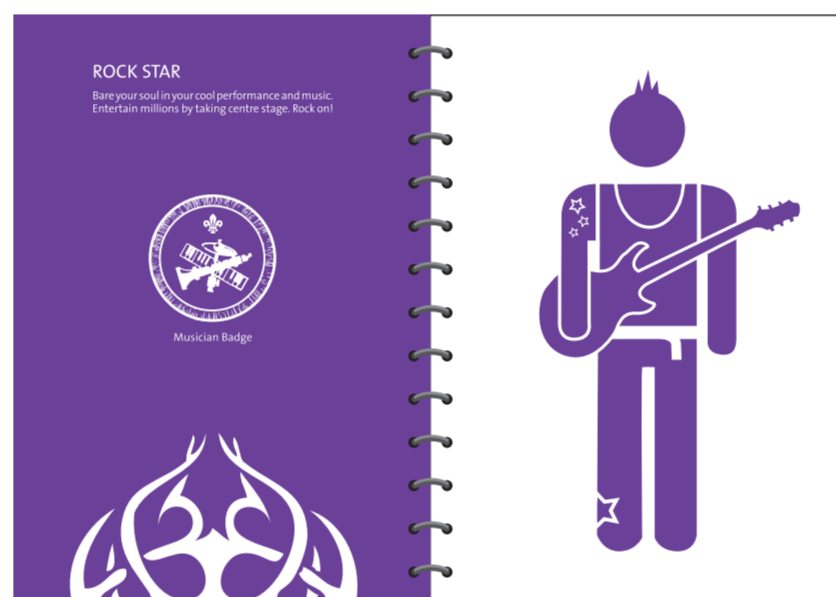 ROCK STAR
Bare your soul in your cool performance and music.
Entertain millions by taking centre stage. Rock on!
Musician Badge